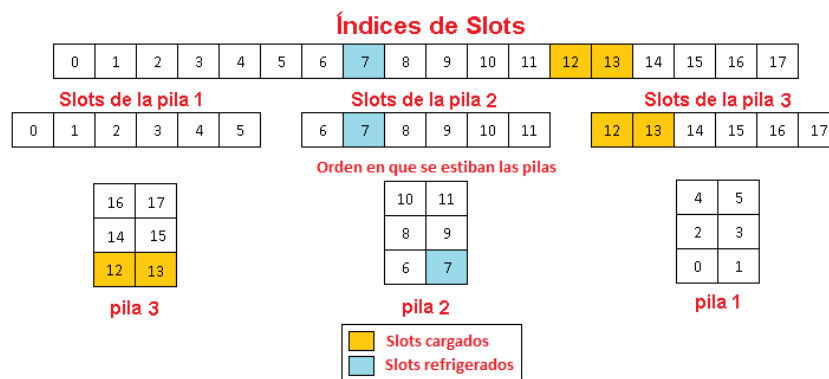 Índices de Slots
0 1 2 3 4 5 6 7 8 9 10 11 12 13 14 15 16 17
Slots de la pila 1 Slots de la pila 2 Slots de la pila 3
0 1 2 3 4 5 6 7 8 9 10 11 12 13 14 15 16 17
Orden en que se estiban las pilas
16 17 10 11 4 5
14 15 8 9 2 3
12 13 6 7 0 1
pila 3 pila 2 pila 1
Slots cargados
Slots refrigerados